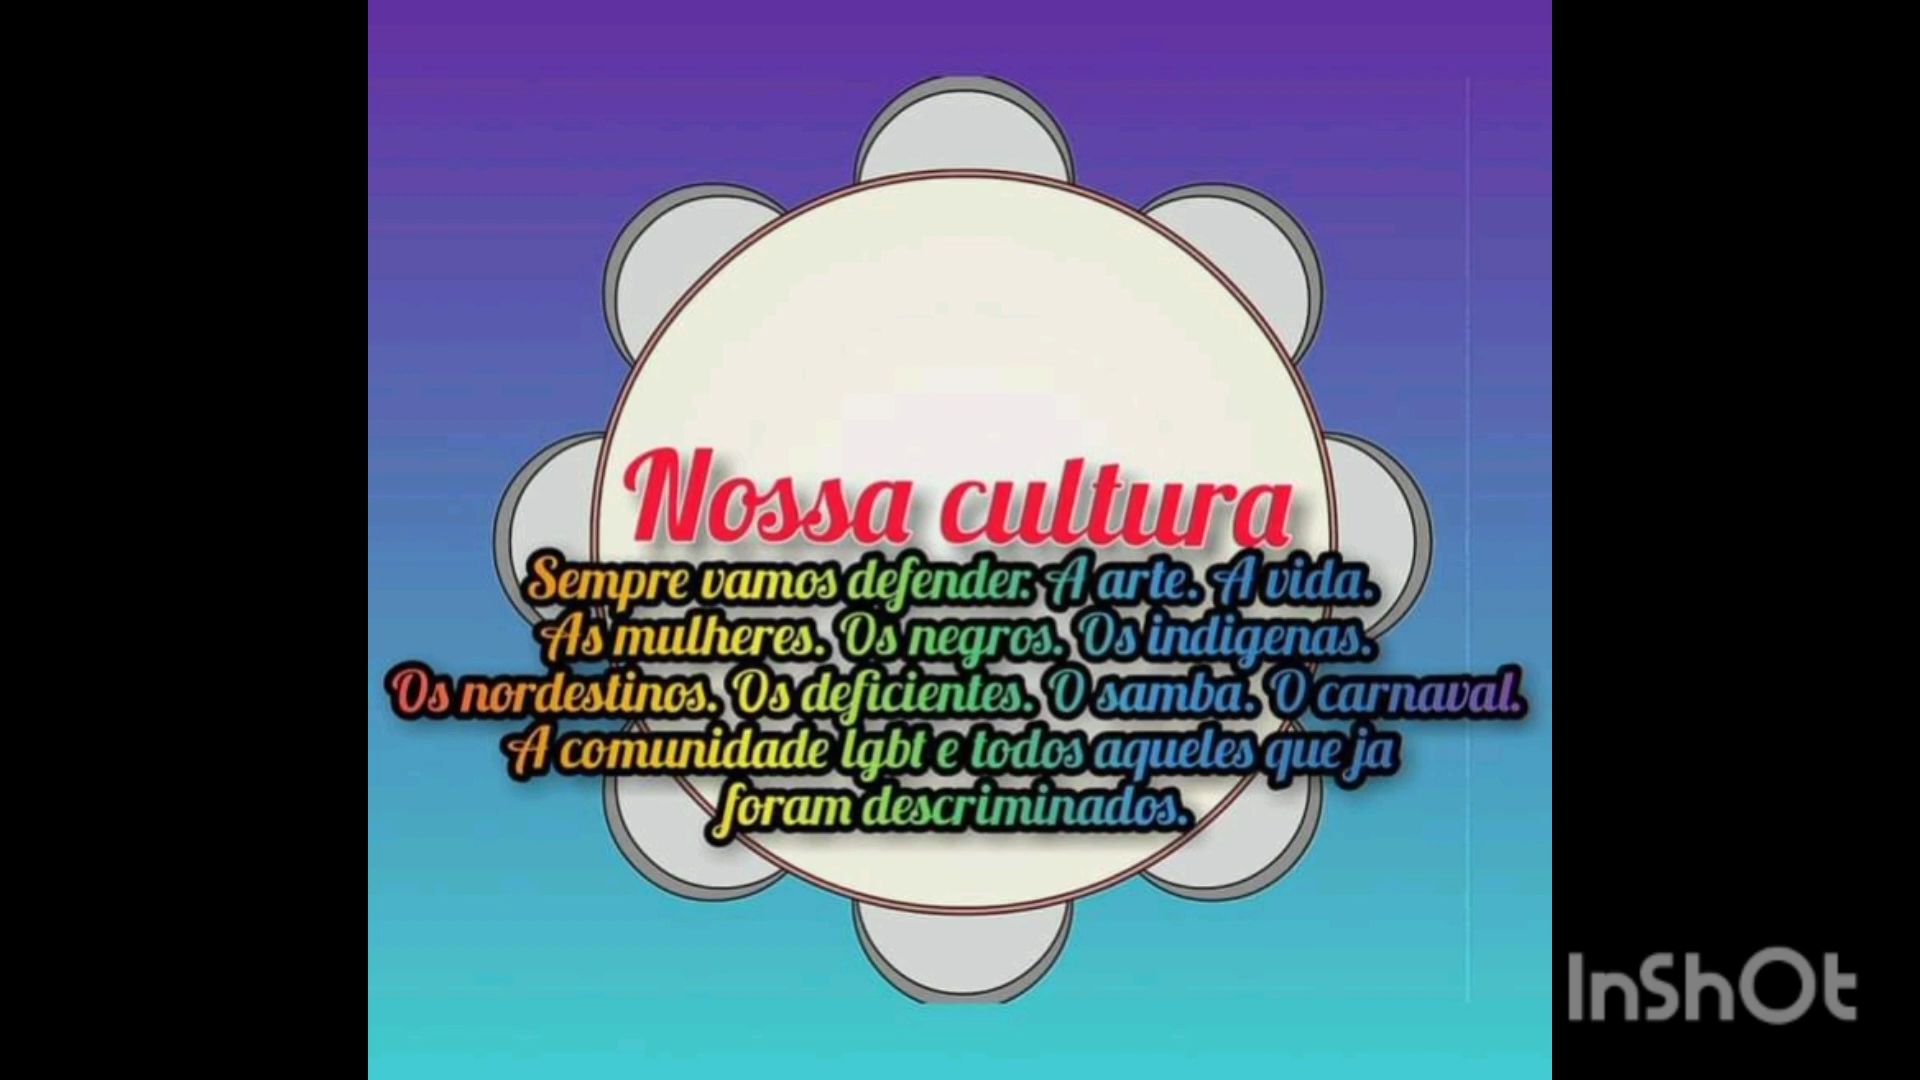 Nossa cultura
Sempre vamos defender. A arte. A vida.
As mulheres. Os negros. Os indigenas.
Os nordestinos. Os deficientes. O samba. O carnaval.
A comunidade lgbt e todos aqueles que ja
foram descriminados.
InShOt